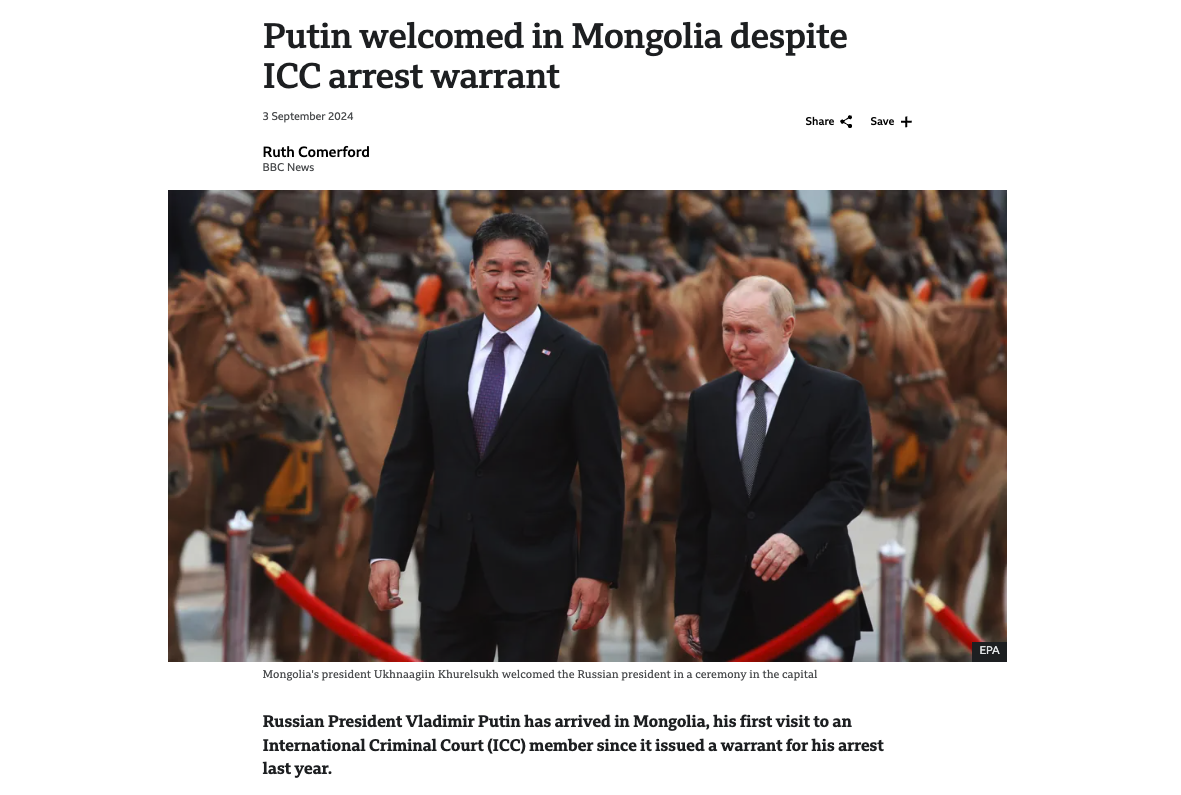 Putin welcomed in Mongolia despite
ICC arrest warrant
3 September 2024
Share
Save
Ruth Comerford
BBC News
EPA
Mongolia's president Ukhnaagiin Khurelsukh welcomed the Russian president in a ceremony in the capital
Russian President Vladimir Putin has arrived in Mongolia, his first visit to an
International Criminal Court (ICC) member since it issued a warrant for his arrest
last year.